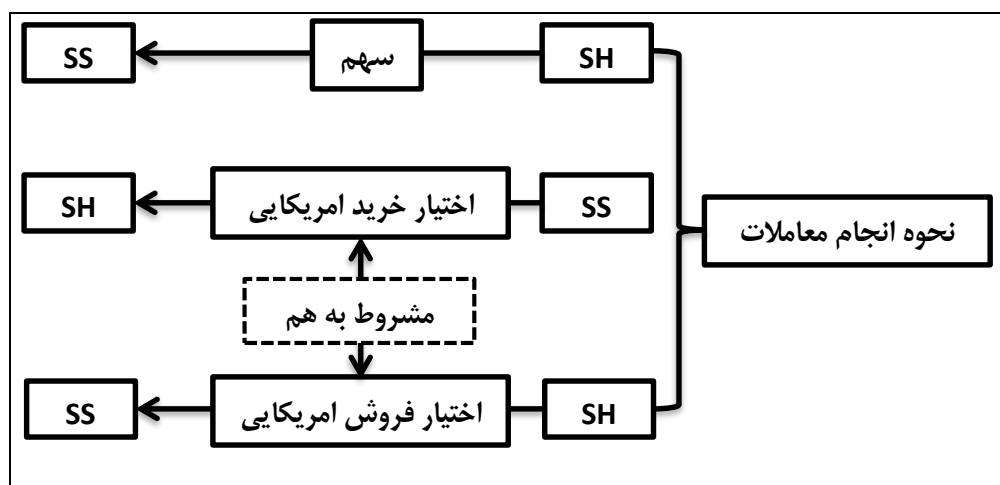 SH
سهم
SS
نحوه انجام معاملات
SS
اختیار خرید امریکایی
SH
مشروط به هم
SH
اختیار فروش امریکایی
SS